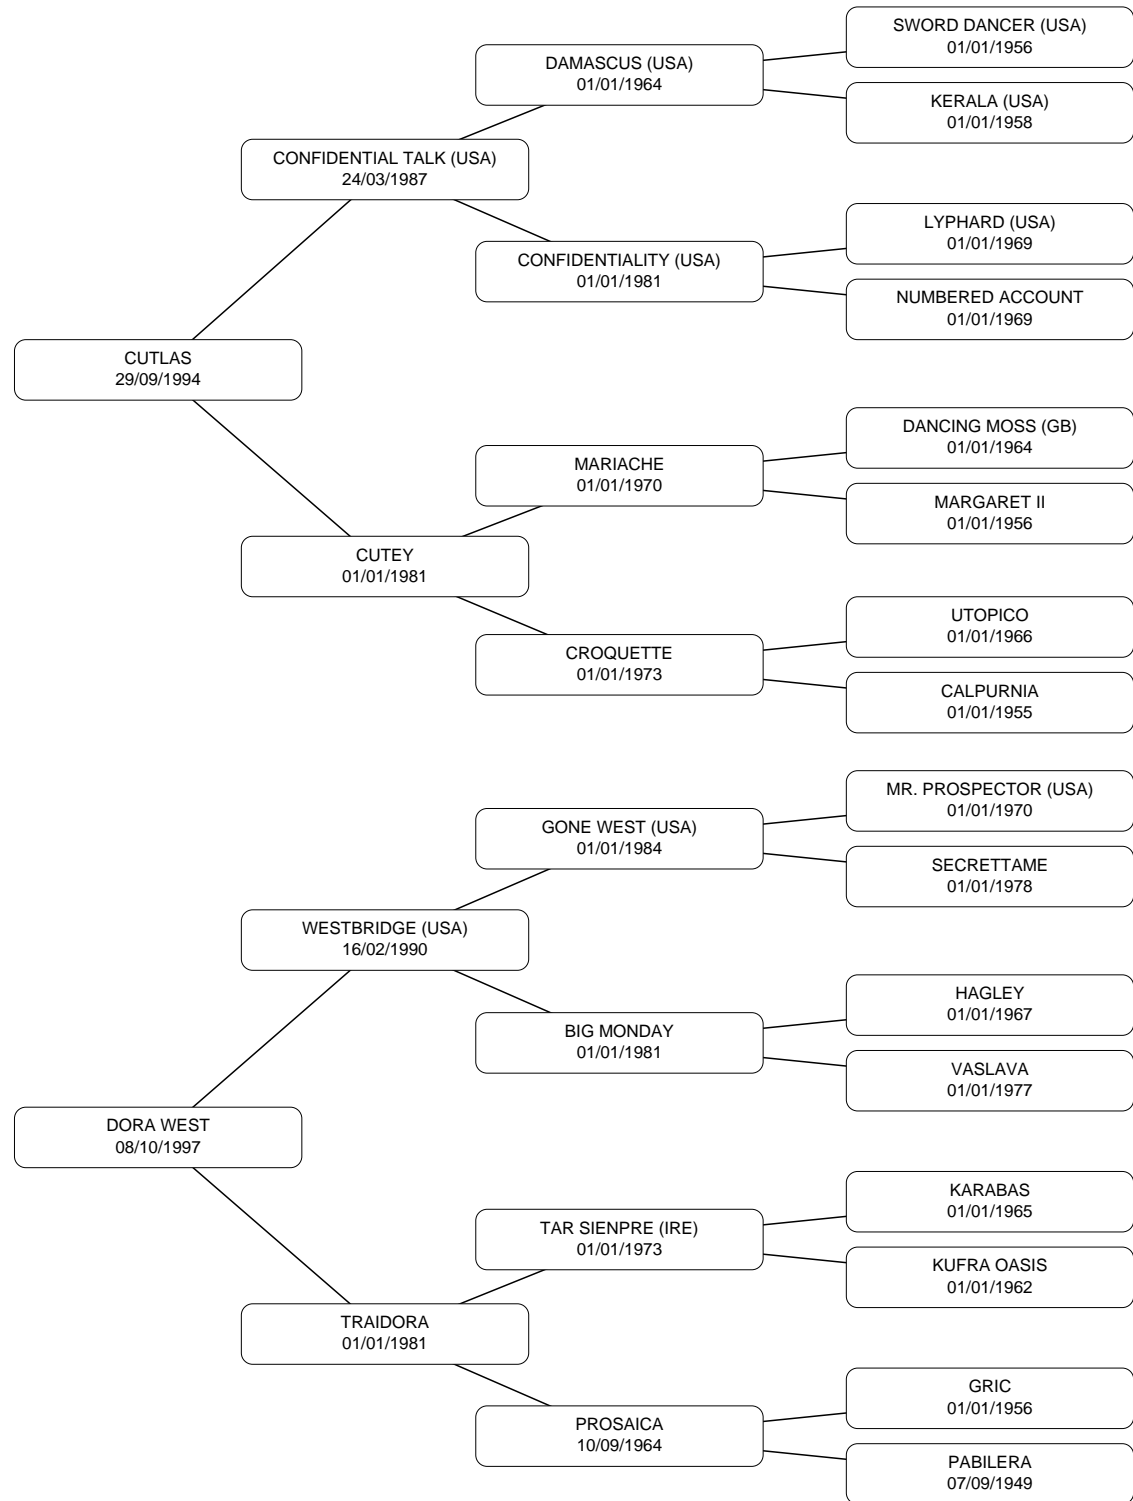 SWORD DANCER (USA)
01/01/1956
DAMASCUS (USA)
01/01/1964
KERALA (USA)
01/01/1958
CONFIDENTIAL TALK (USA)
24/03/1987
LYPHARD (USA)
01/01/1969
CONFIDENTIALITY (USA)
01/01/1981
NUMBERED ACCOUNT
01/01/1969
CUTLAS
29/09/1994
DANCING MOSS (GB)
01/01/1964
MARIACHE
01/01/1970
MARGARET II
01/01/1956
CUTEY
01/01/1981
UTOPICO
01/01/1966
CROQUETTE
01/01/1973
CALPURNIA
01/01/1955
MR. PROSPECTOR (USA)
01/01/1970
GONE WEST (USA)
01/01/1984
SECRETTAME
01/01/1978
WESTBRIDGE (USA)
16/02/1990
HAGLEY
01/01/1967
BIG MONDAY
01/01/1981
VASLAVA
01/01/1977
DORA WEST
08/10/1997
KARABAS
01/01/1965
TAR SIENPRE (IRE)
01/01/1973
KUFRA OASIS
01/01/1962
TRAIDORA
01/01/1981
GRIC
01/01/1956
PROSAICA
10/09/1964
PABILERA
07/09/1949